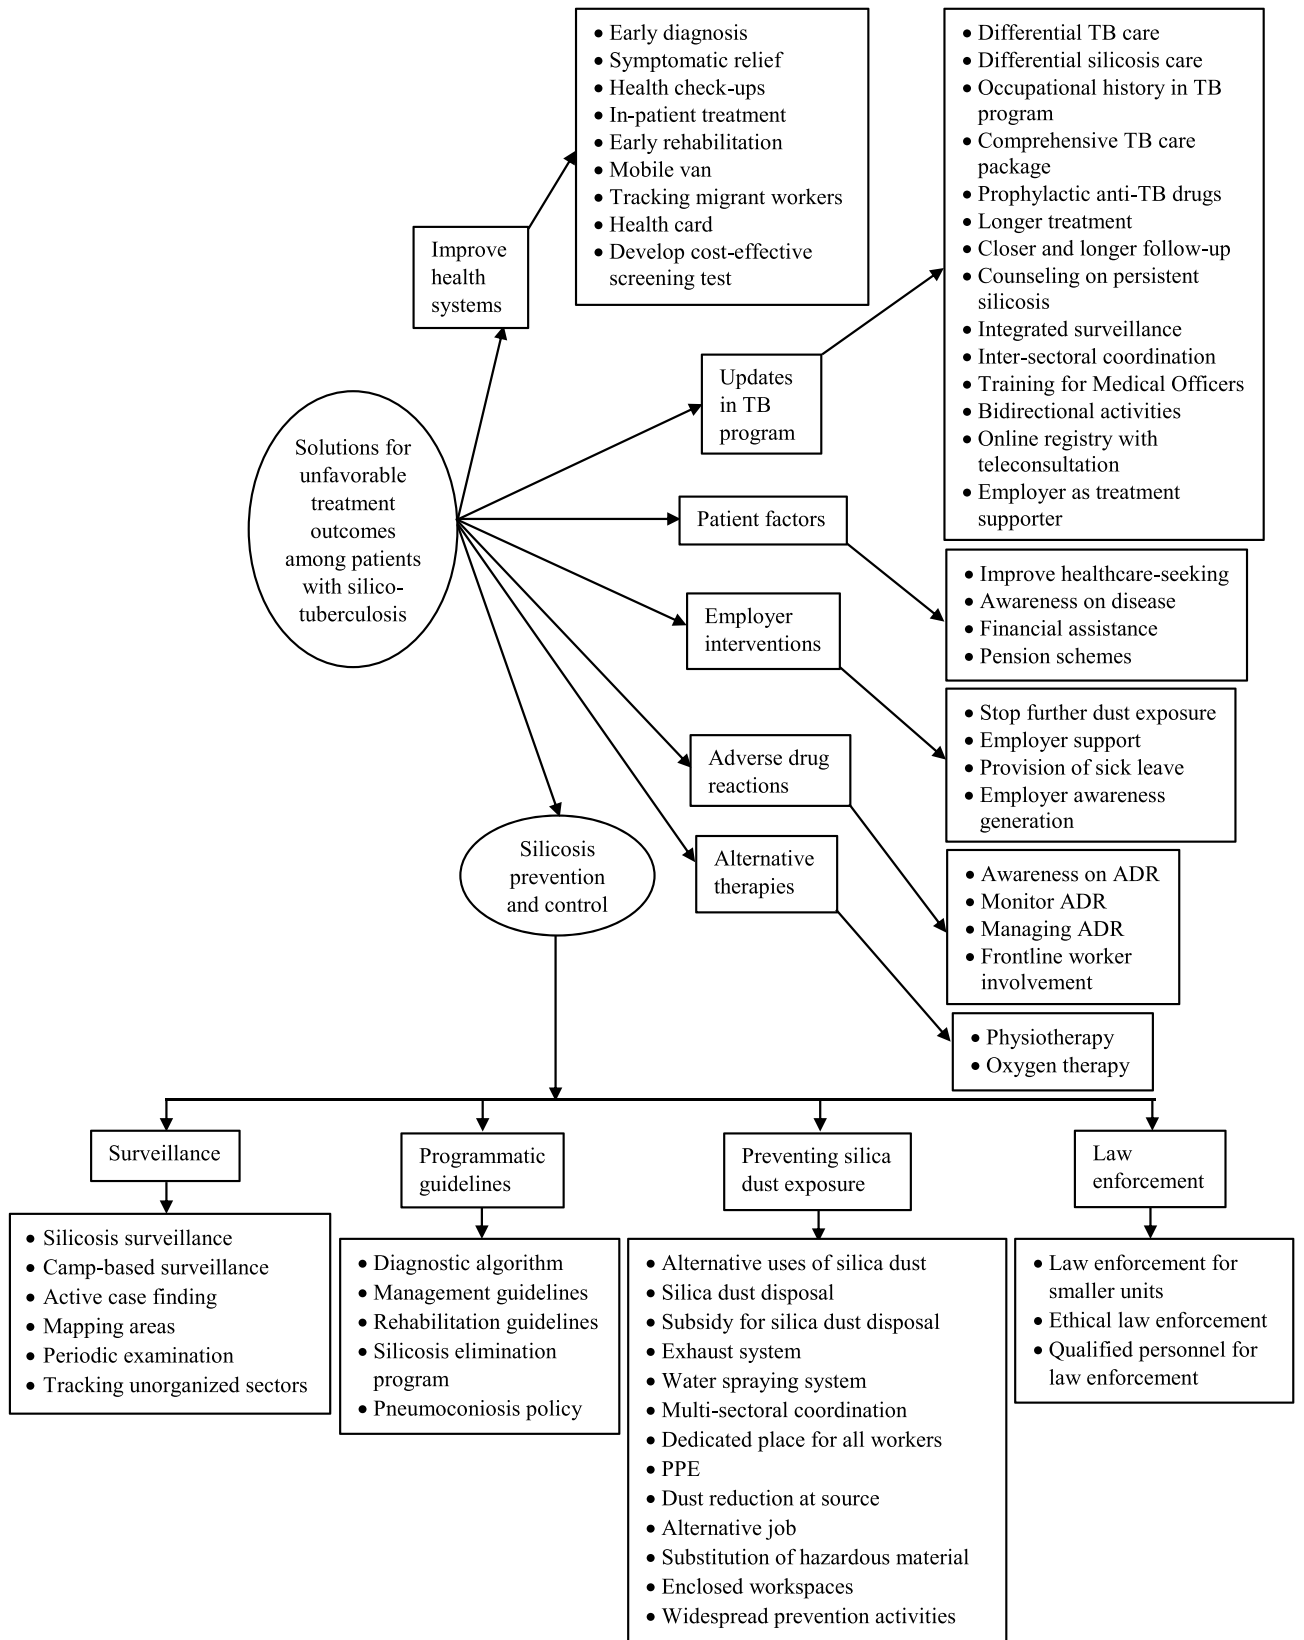 Solutions for
unfavorable
treatment
outcomes
among patients
with silico-
tuberculosis
Improve
health
systems
• Early diagnosis
• Symptomatic relief
• Health check-ups
• In-patient treatment
• Early rehabilitation
• Mobile van
• Tracking migrant workers
• Health card
• Develop cost-effective
screening test
Updates
in TB
program
• Differential TB care
• Differential silicosis care
• Occupational history in TB
program
• Comprehensive TB care
package
• Prophylactic anti-TB drugs
• Longer treatment
• Closer and longer follow-up
• Counseling on persistent
silicosis
• Integrated surveillance
• Inter-sectoral coordination
• Training for Medical Officers
• Bidirectional activities
• Online registry with
teleconsultation
• Employer as treatment
supporter
Patient factors
• Improve healthcare-seeking
• Awareness on disease
• Financial assistance
• Pension schemes
Employer
interventions
• Stop further dust exposure
• Employer support
• Provision of sick leave
• Employer awareness
generation
Adverse drug
reactions
• Awareness on ADR
• Monitor ADR
• Managing ADR
• Frontline worker
involvement
Alternative
therapies
• Physiotherapy
• Oxygen therapy
Silicosis
prevention
and control
Surveillance
• Silicosis surveillance
• Camp-based surveillance
• Active case finding
• Mapping areas
• Periodic examination
• Tracking unorganized sectors
Programmatic
guidelines
• Diagnostic algorithm
• Management guidelines
• Rehabilitation guidelines
• Silicosis elimination
program
• Pneumoconiosis policy
Preventing silica
dust exposure
• Alternative uses of silica dust
• Silica dust disposal
• Subsidy for silica dust disposal
• Exhaust system
• Water spraying system
• Multi-sectoral coordination
• Dedicated place for all workers
• PPE
• Dust reduction at source
• Alternative job
• Substitution of hazardous material
• Enclosed workspaces
• Widespread prevention activities
Law
enforcement
• Law enforcement for
smaller units
• Ethical law enforcement
• Qualified personnel for
law enforcement